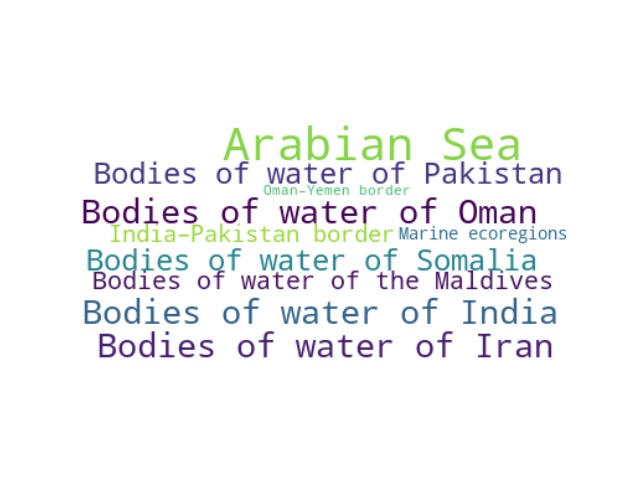 Arabian Sea
Bodies of water of Pakistan
Oman–Yemen border
Bodies of water of Oman
India–Pakistan border
Marine ecoregions
Bodies of water of Somalia
Bodies of water of the Maldives
Bodies of water of India
Bodies of water of Iran